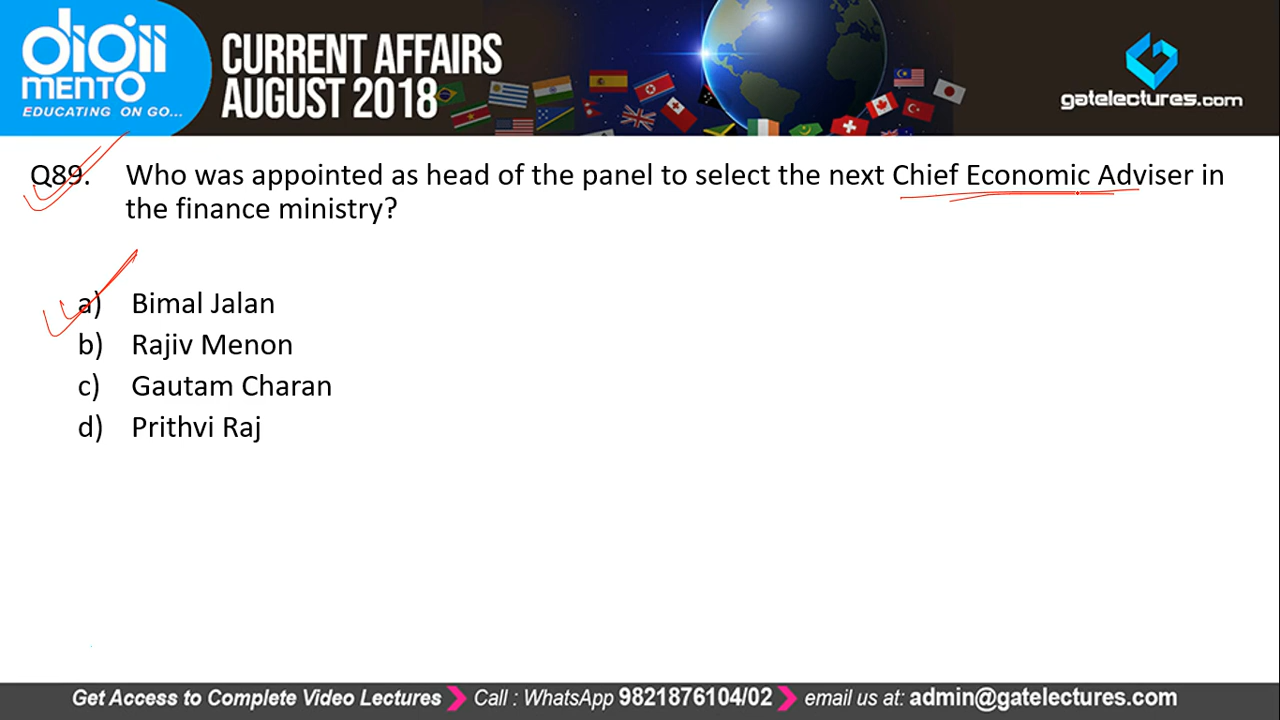 digii
MENTO
EDUCATING ON GO...
CURRENT AFFAIRS
AUGUST 2018
gatelectures.com
Q89. Who was appointed as head of the panel to select the next Chief Economic Adviser in
the finance ministry?
a) Bimal Jalan
b) Rajiv Menon
c) Gautam Charan
d) Prithvi Raj
Get Access to Complete Video Lectures Call : WhatsApp 9821876104/02 email us at: admin@gatelectures.com